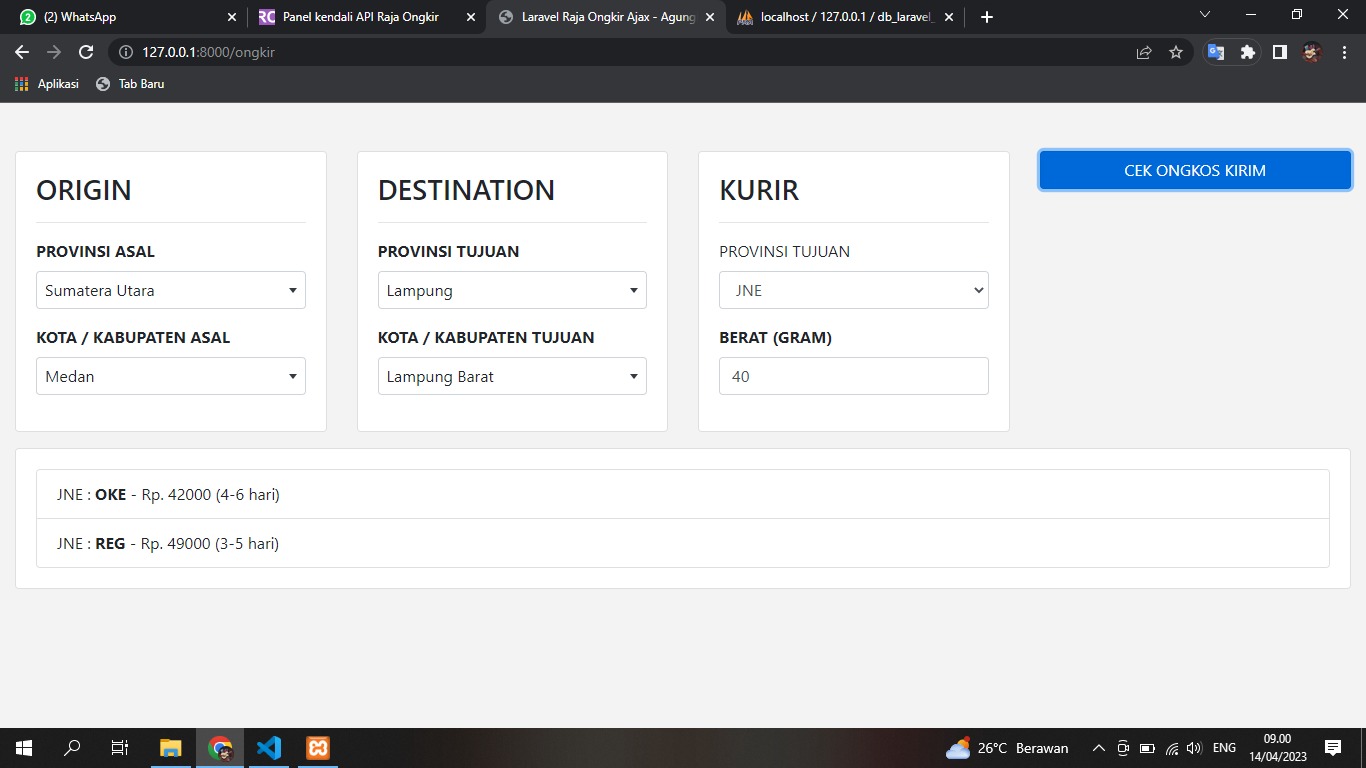 (2) WhatsApp
RC Panel kendali API Raja Ongkir
Laravel Raja Ongkir Ajax - Agung
localhost / 127.0.0.1 / db_laravel_
127.0.0.1:8000/ongkir
Aplikasi
Tab Baru
ORIGIN
PROVINSI ASAL
Sumatera Utara
KOTA / KABUPATEN ASAL
Medan
DESTINATION
PROVINSI TUJUAN
Lampung
KOTA / KABUPATEN TUJUAN
Lampung Barat
KURIR
PROVINSI TUJUAN
JNE
BERAT (GRAM)
40
CEK ONGKOS KIRIM
JNE : OKE - Rp. 42000 (4-6 hari)
JNE : REG - Rp. 49000 (3-5 hari)
26°C Berawan
ENG
09.00
14/04/2023